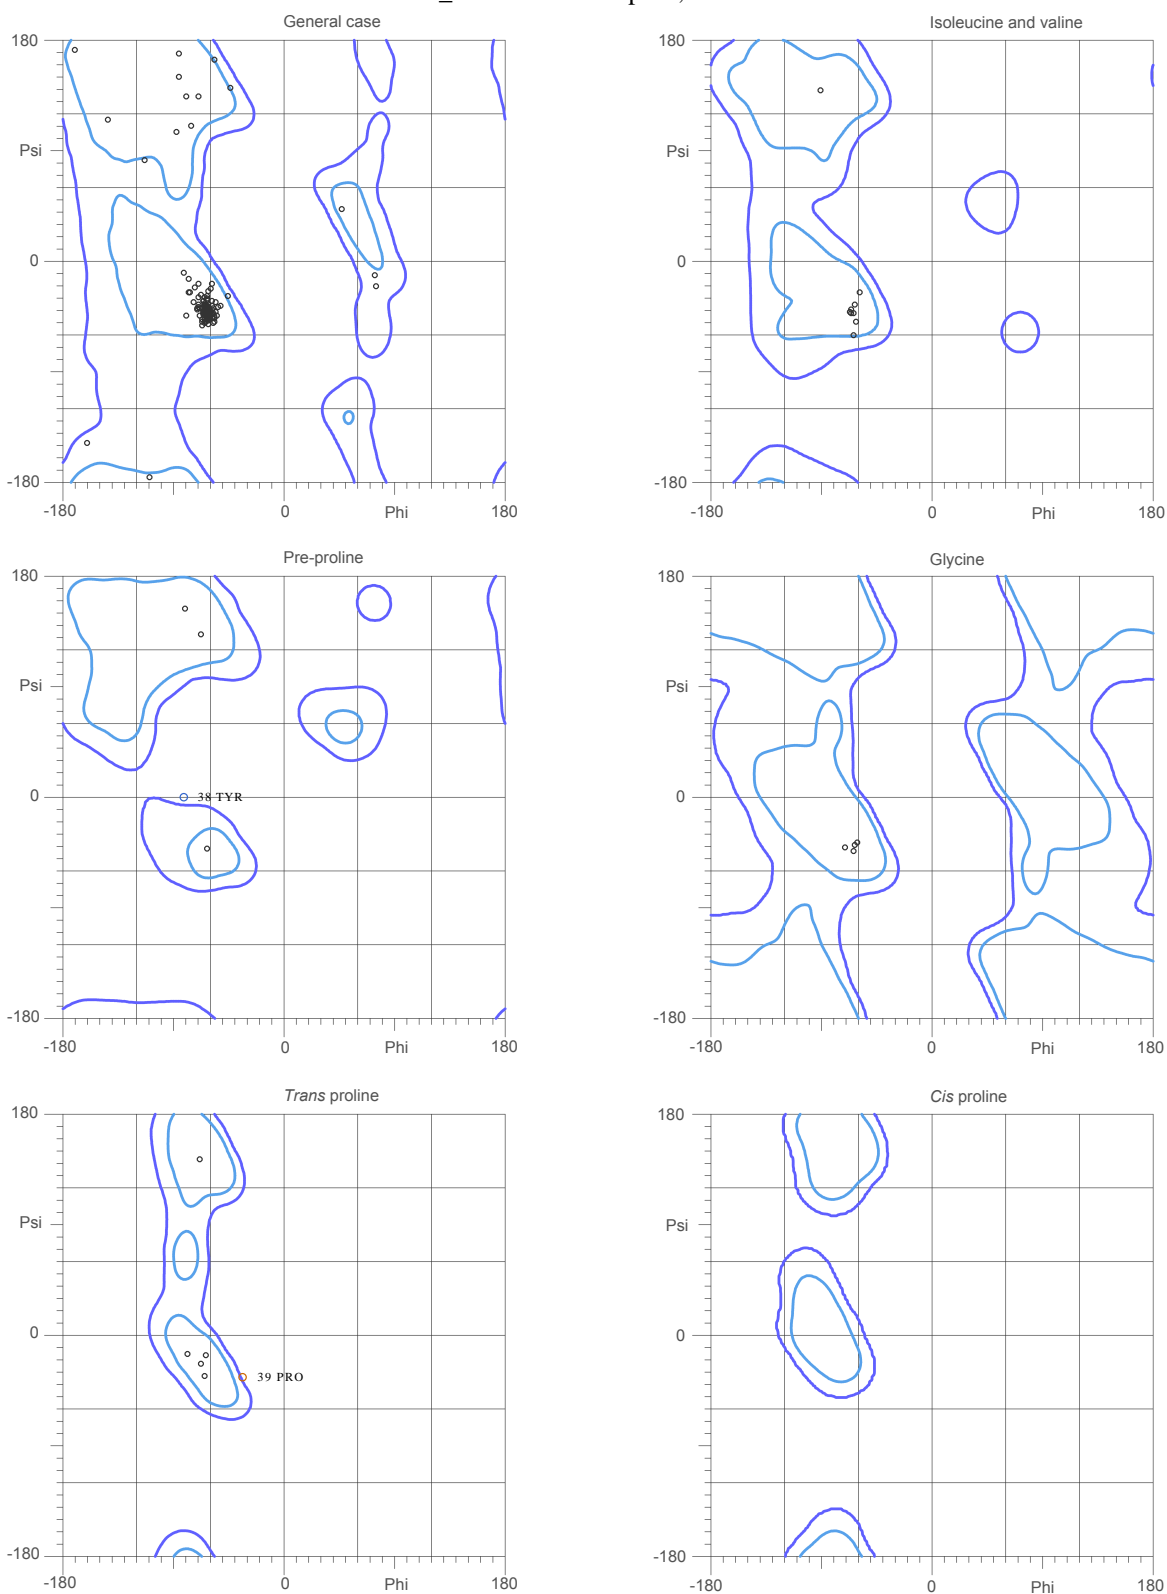 General case
Isoleucine and valine
180
180
Psi
Psi
0
0
-180
-180
-180
0
Phi
180
-180
0
Phi
180
Pre-proline
Glycine
180
180
Psi
Psi
0
38 TYR
0
-180
-180
-180
0
Phi
180
-180
0
Phi
180
Trans proline
Cis proline
180
180
Psi
Psi
0
0
39 PRO
-180
-180
-180
0
Phi
180
-180
0
Phi
180